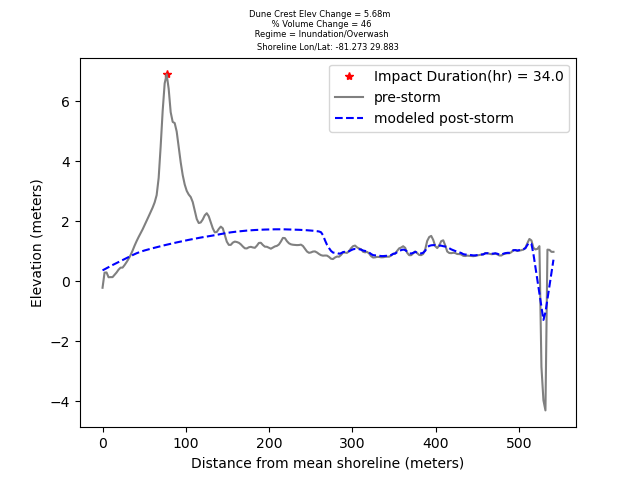 Dune Crest Elev Change = 5.68m
% Volume Change = 46
Regime = Inundation/Overwash
Shoreline Lon/Lat: -81.273 29.883
Impact Duration(hr) = 34.0
pre-storm
modeled post-storm
Elevation (meters)
6
4
2
0
−2
−4
0 100 200 300 400 500
Distance from mean shoreline (meters)